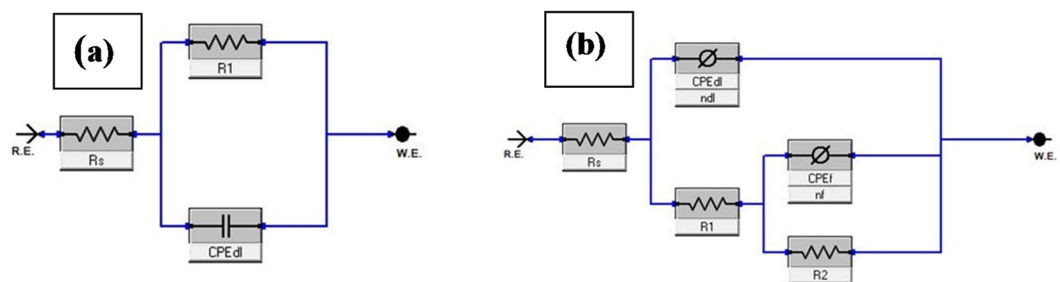 (a)
R1
R.E.
Rs
W.E.
CPEdl
(b)
CPEdl
ndl
R.E.
Rs
W.E.
CPEf
nf
R1
R2